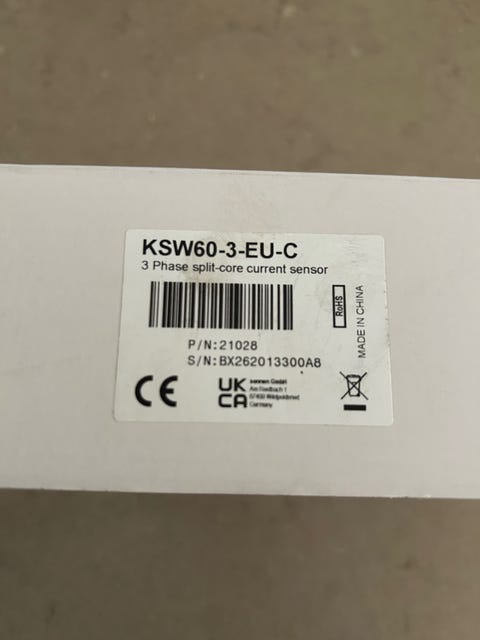 KSW60-3-EU-C
3 Phase split-core current sensor
RoHS
MADE IN CHINA
P/N:21028
S/N:BX262013300A8
CE
UK
CA
sonnen GmbH
Am Riedbach 1
Germany